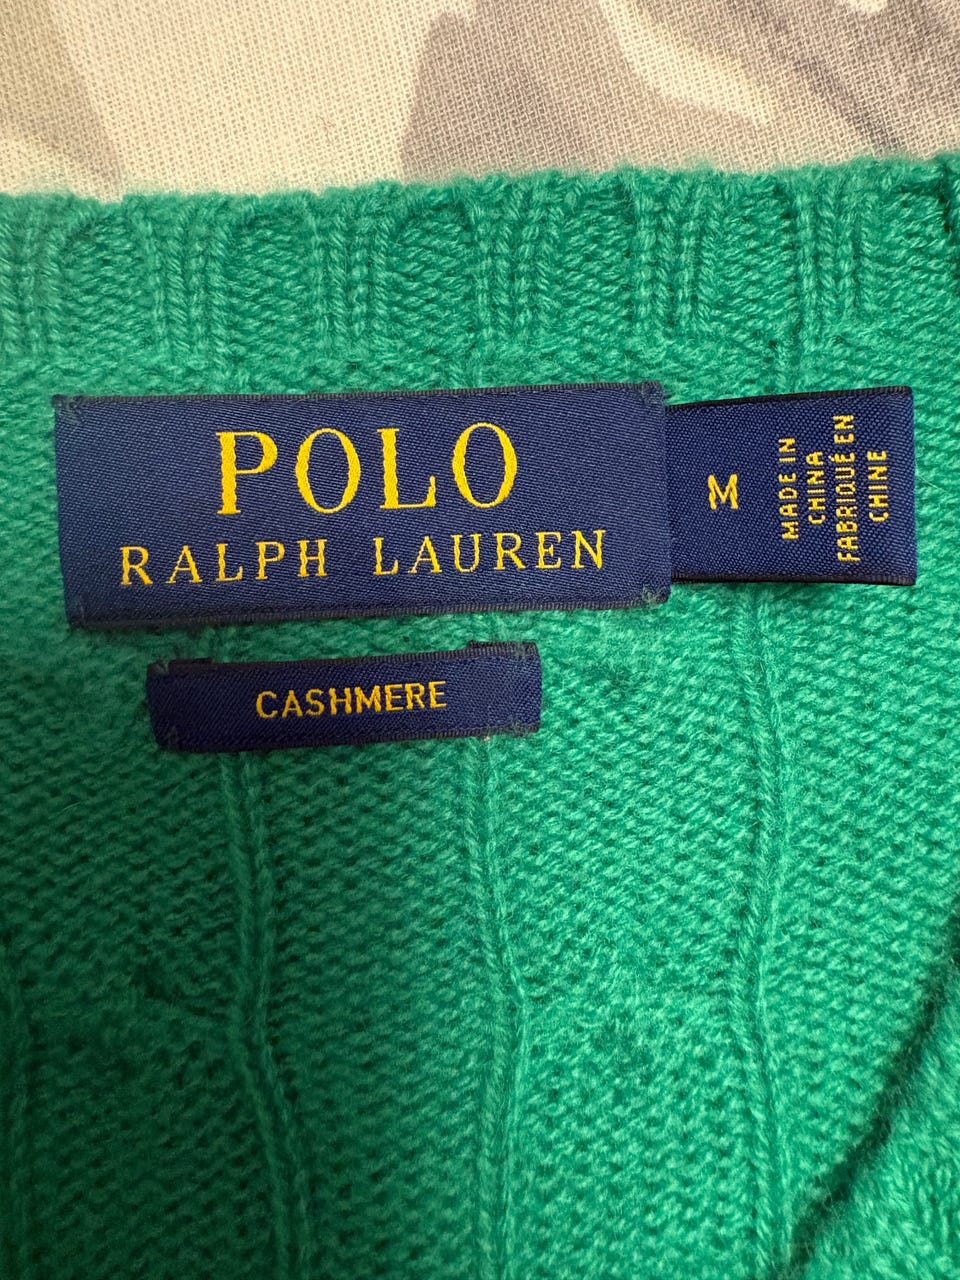 POLO
RALPH LAUREN
M
MADE IN
CHINA
FABRIQUÉ EN
CHINE
CASHMERE